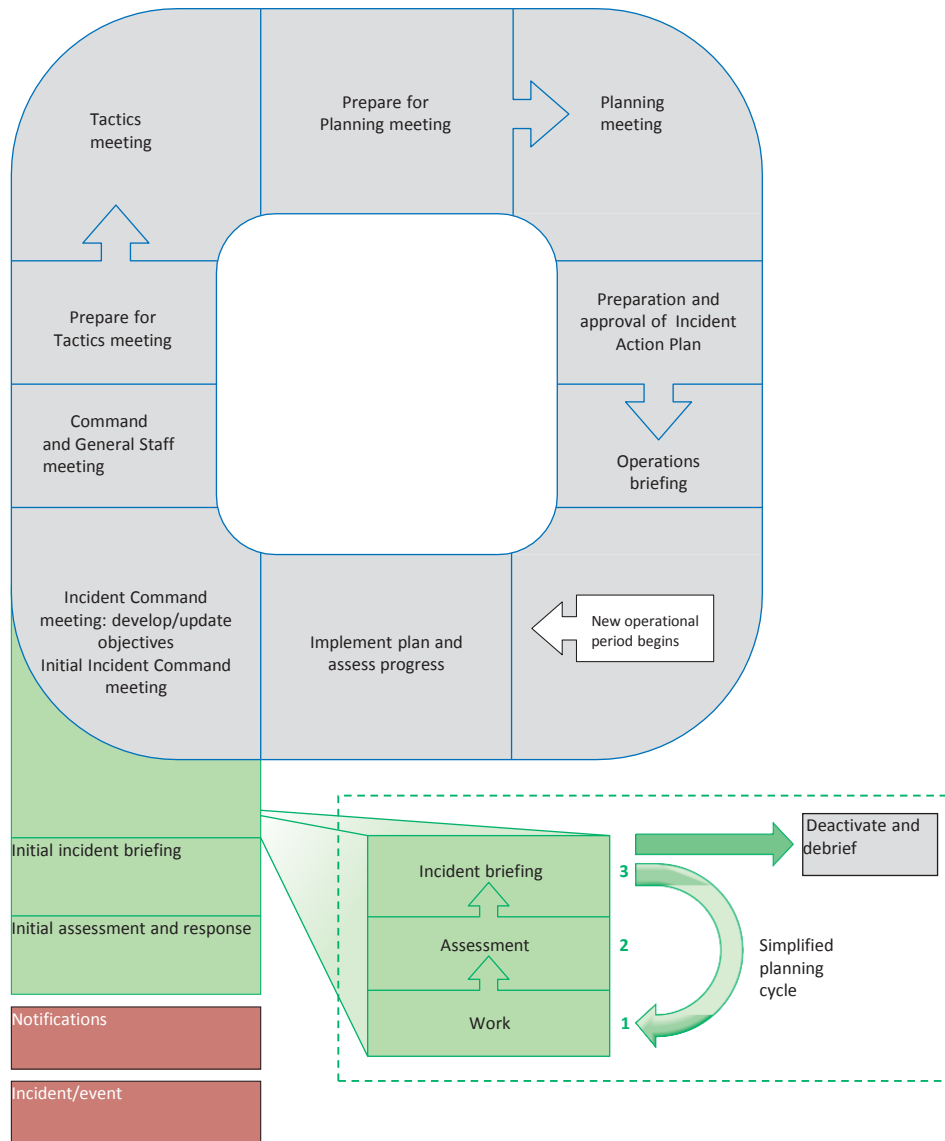 Tactics
meeting
Prepare for
Planning meeting
Planning
meeting
Prepare for
Tactics meeting
Preparation and
approval of Incident
Action Plan
Command
and General Staff
meeting
Operations
briefing
Incident Command
meeting: develop/update
objectives
Initial Incident Command
meeting
Implement plan and
assess progress
New operational
period begins
Initial incident briefing
Initial assessment and response
Notifications
Incident/event
Incident briefing
3
Assessment
2
Work
1
Deactivate and
debrief
Simplified
planning
cycle